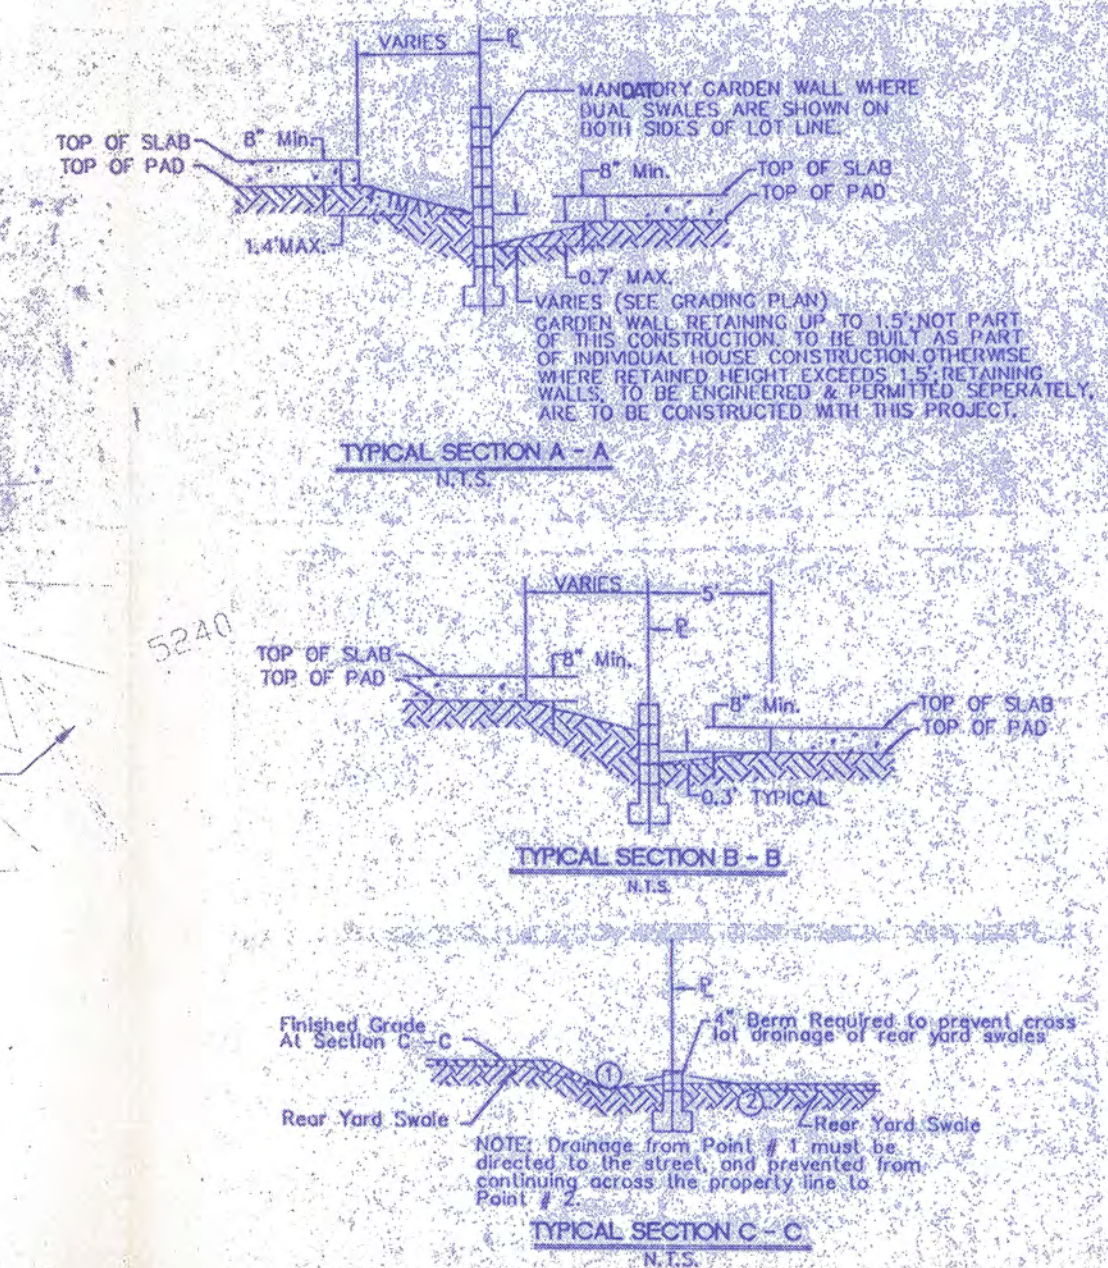 VARIES
PL
MANDATORY GARDEN WALL WHERE
DUAL SWALES ARE SHOWN ON
BOTH SIDES OF LOT LINE.
TOP OF SLAB
8" Min.
TOP OF PAD
8" Min.
TOP OF SLAB
TOP OF PAD
1.4' MAX.
0.7' MAX.
VARIES (SEE GRADING PLAN)
GARDEN WALL RETAINING UP TO 1.5', NOT PART
OF THIS CONSTRUCTION. TO BE BUILT AS PART
OF INDIVIDUAL HOUSE CONSTRUCTION. OTHERWISE
WHERE RETAINED HEIGHT EXCEEDS 1.5', RETAINING
WALLS, TO BE ENGINEERED & PERMITTED SEPERATELY,
ARE TO BE CONSTRUCTED WITH THIS PROJECT.
TYPICAL SECTION A - A
N.T.S.
VARIES
5'
PL
5240
TOP OF SLAB
8" Min.
TOP OF PAD
8" Min.
TOP OF SLAB
TOP OF PAD
0.3' TYPICAL
TYPICAL SECTION B - B
N.T.S.
PL
Finished Grade
At Section C -C
4" Berm Required to prevent cross
lot drainage of rear yard swales
1
2
Rear Yard Swale
Rear Yard Swale
NOTE: Drainage from Point # 1 must be
directed to the street, and prevented from
continuing across the property line to
Point # 2.
TYPICAL SECTION C - C
N.T.S.